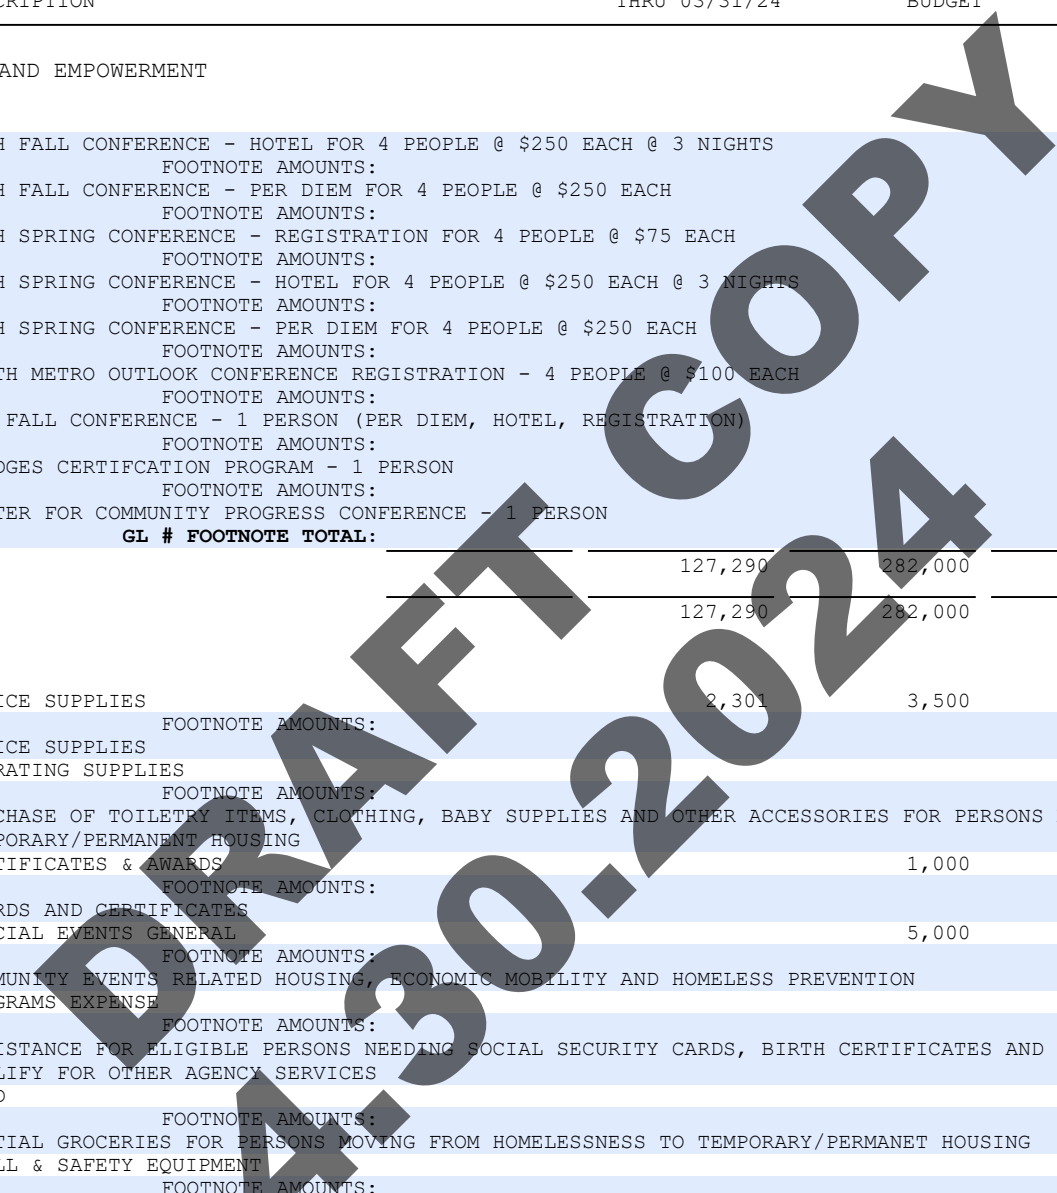 CRIPTION THRU 03/31/24 BUDGET
AND EMPOWERMENT
H FALL CONFERENCE - HOTEL FOR 4 PEOPLE @ $250 EACH @ 3 NIGHTS
FOOTNOTE AMOUNTS:
H FALL CONFERENCE - PER DIEM FOR 4 PEOPLE @ $250 EACH
FOOTNOTE AMOUNTS:
H SPRING CONFERENCE - REGISTRATION FOR 4 PEOPLE @ $75 EACH
FOOTNOTE AMOUNTS:
H SPRING CONFERENCE - HOTEL FOR 4 PEOPLE @ $250 EACH @ 3 NIGHTS
FOOTNOTE AMOUNTS:
H SPRING CONFERENCE - PER DIEM FOR 4 PEOPLE @ $250 EACH
FOOTNOTE AMOUNTS:
TH METRO OUTLOOK CONFERENCE REGISTRATION - 4 PEOPLE @ $100 EACH
FOOTNOTE AMOUNTS:
FALL CONFERENCE - 1 PERSON (PER DIEM, HOTEL, REGISTRATION)
FOOTNOTE AMOUNTS:
DGES CERTIFCATION PROGRAM - 1 PERSON
FOOTNOTE AMOUNTS:
TER FOR COMMUNITY PROGRESS CONFERENCE - 1 PERSON
GL # FOOTNOTE TOTAL:
127,290 282,000
127,290 282,000
ICE SUPPLIES 2,301 3,500
FOOTNOTE AMOUNTS:
ICE SUPPLIES
RATING SUPPLIES
FOOTNOTE AMOUNTS:
CHASE OF TOILETRY ITEMS, CLOTHING, BABY SUPPLIES AND OTHER ACCESSORIES FOR PERSONS
PORARY/PERMANENT HOUSING
TIFICATES & AWARDS 1,000
FOOTNOTE AMOUNTS:
RDS AND CERTIFICATES
CIAL EVENTS GENERAL 5,000
FOOTNOTE AMOUNTS:
MUNITY EVENTS RELATED HOUSING, ECONOMIC MOBILITY AND HOMELESS PREVENTION
GRAMS EXPENSE
FOOTNOTE AMOUNTS:
ISTANCE FOR ELIGIBLE PERSONS NEEDING SOCIAL SECURITY CARDS, BIRTH CERTIFICATES AND
LIFY FOR OTHER AGENCY SERVICES
D
FOOTNOTE AMOUNTS:
TIAL GROCERIES FOR PERSONS MOVING FROM HOMELESSNESS TO TEMPORARY/PERMANET HOUSING
LL & SAFETY EQUIPMENT
FOOTNOTE AMOUNTS:
DRAFT COPY
4.30.2024